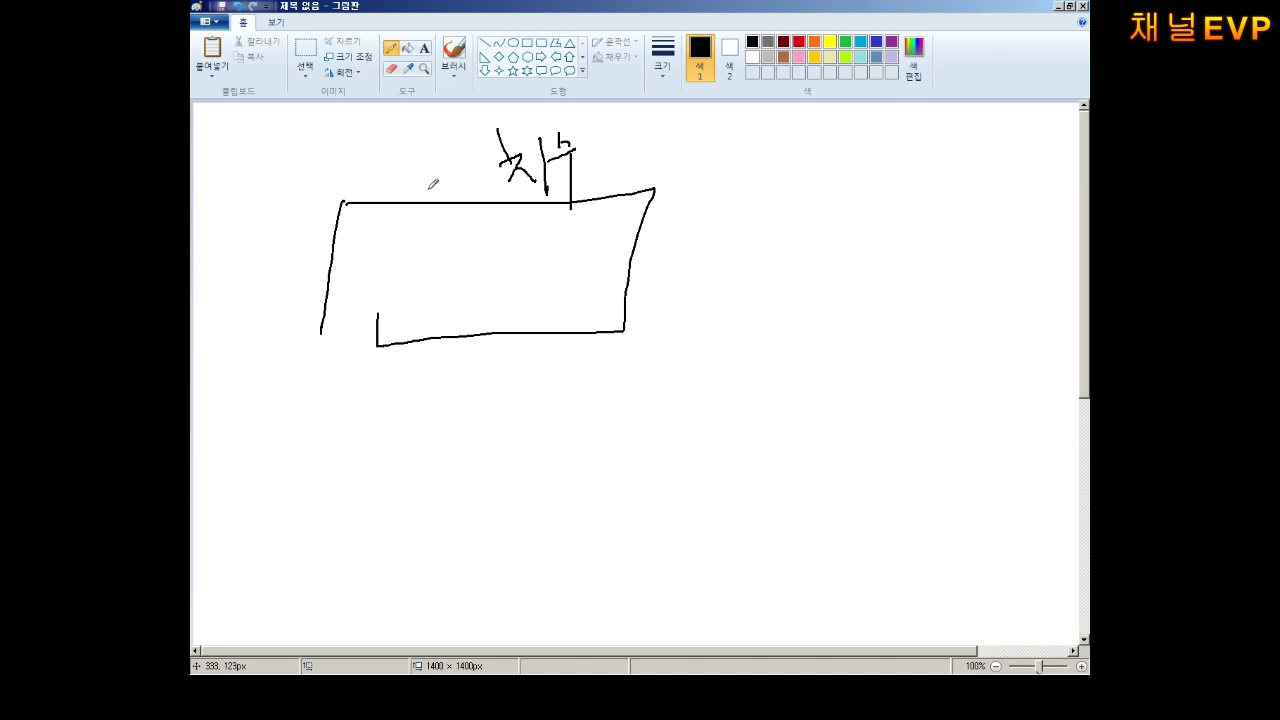 제목 없음 - 그림판
채널EVP
홈 보기
붙여넣기
잘라내기
복사
클립보드
선택
자르기
크기 조정
회전
이미지
A
도구
브러시
윤곽선
채우기
도형
크기
색 1
색 2
색 편집
색
333, 123px
1400 × 1400px
100%